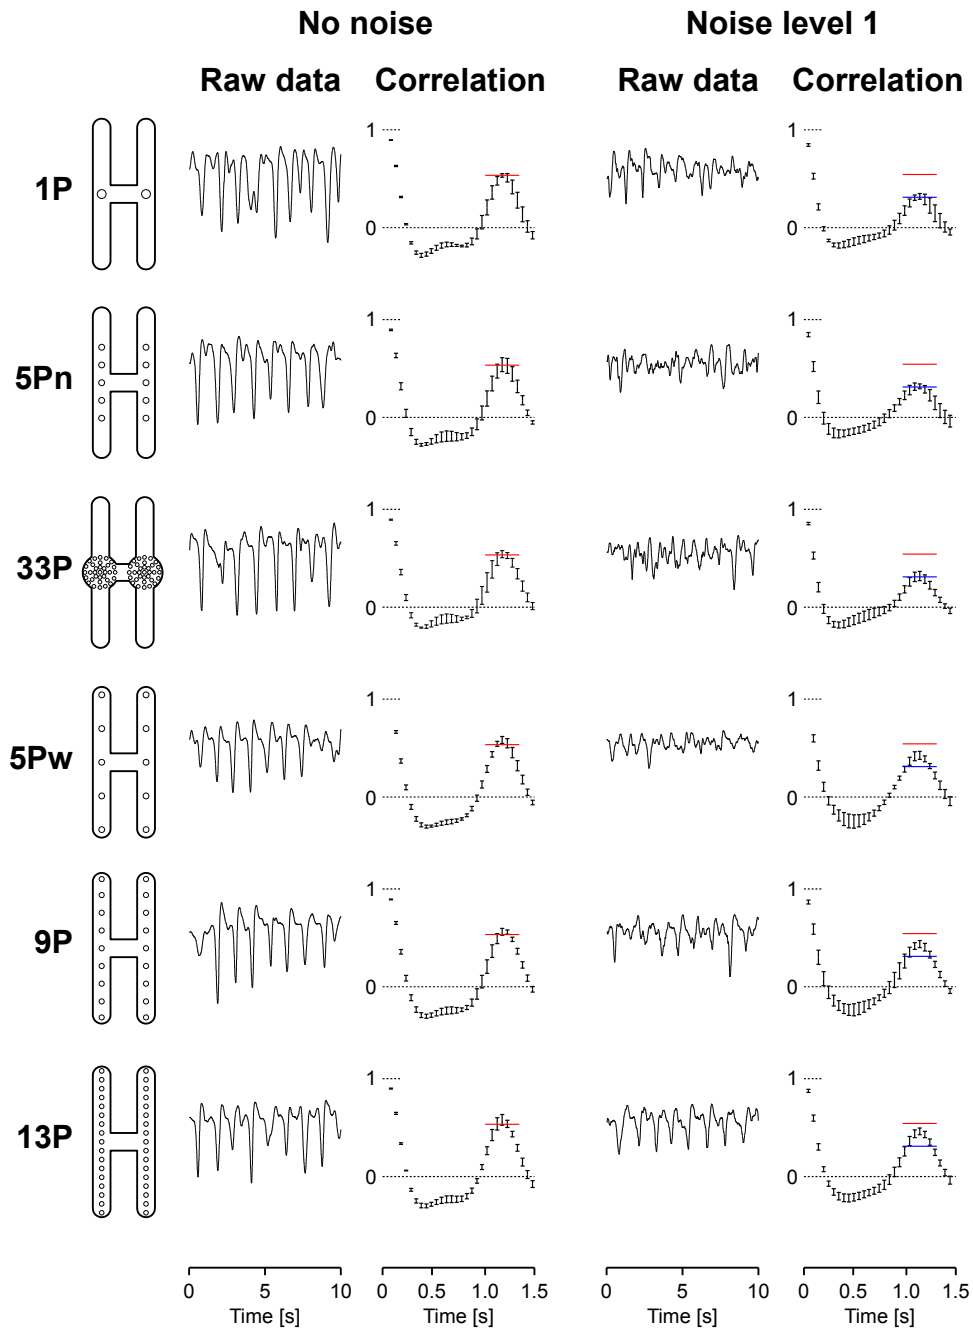 No noise Noise level 1
Raw data Correlation Raw data Correlation
1P 1 0 1 0
5Pn 1 0 1 0
33P 1 0 1 0
5Pw 1 0 1 0
9P 1 0 1 0
13P 1 0 1 0
0 5 10 0 0.5 1.0 1.5 0 5 10 0 0.5 1.0 1.5
Time [s] Time [s] Time [s] Time [s]